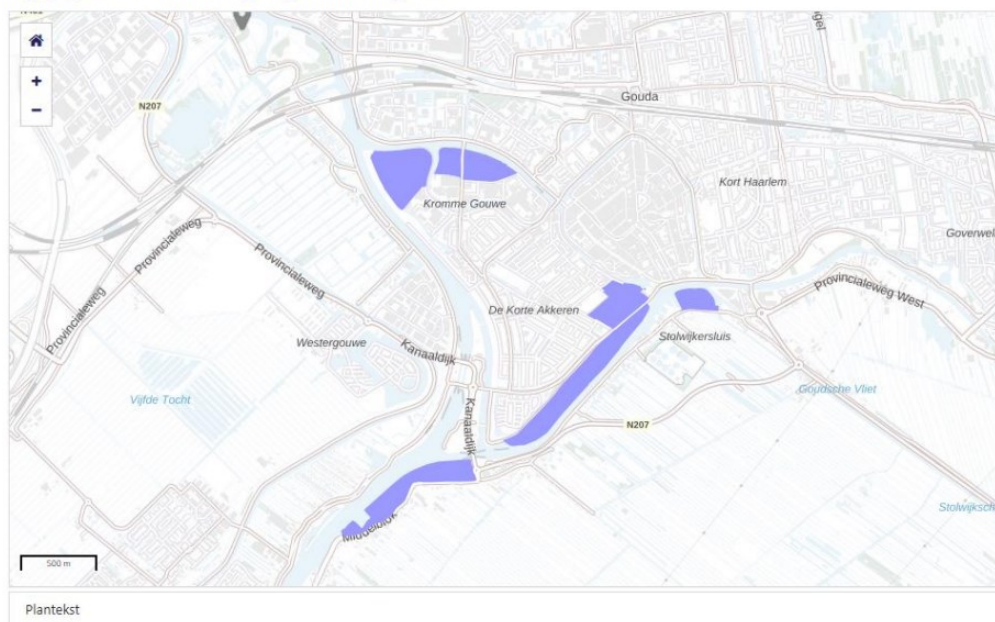 Gouda
N207
Kort Haarlem
Kromme Gouwe
Goverwel
Provincialeweg
Provincialeweg
Provincialeweg West
Provincialeweg
De Korte Akkeren
Stolwijkersluis
Westergouwe
Kanaaldijk
Vijfde Tocht
Goudsche Vliet
Kanaaldijk
N207
Stolwijksch
500 m
Plantekst